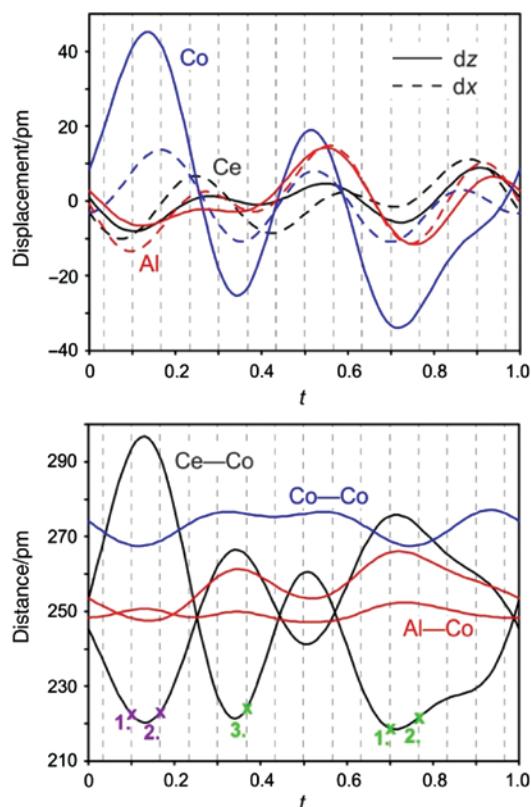 40
20
0
−20
−40
Displacement/pm
Co
Ce
Al
dz
dx
0
0.2
0.4
0.6
0.8
1.0
t
290
270
250
230
210
Distance/pm
Ce—Co
Co—Co
Al—Co
1.
2.
3.
1.
2.
0
0.2
0.4
0.6
0.8
1.0
t